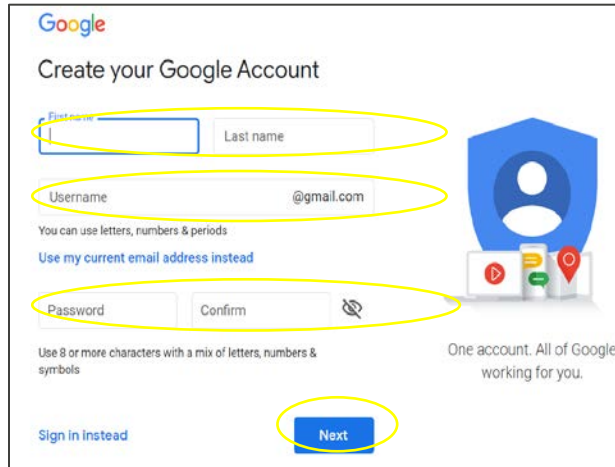 Google
Create your Google Account
First name
Last name
Username @gmail.com
You can use letters, numbers & periods
Use my current email address instead
Password Confirm
Use 8 or more characters with a mix of letters, numbers &
symbols
One account. All of Google
working for you.
Sign in instead Next